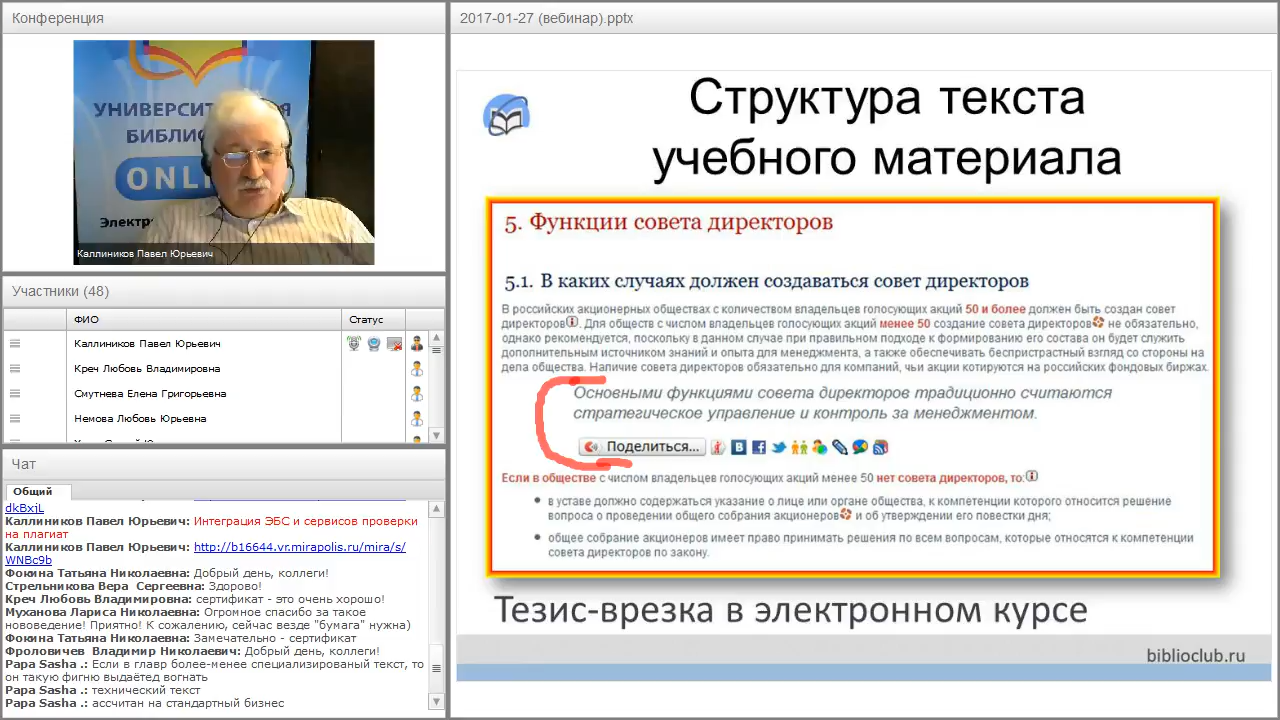 Конференция
УНИВЕРСИТ
БИБЛИО
ONLI
Электр
Каллиников Павел Юрьевич
Участники (48)
ФИО
Статус
Каллиников Павел Юрьевич
Креч Любовь Владимировна
Смутнева Елена Григорьевна
Немова Любовь Юрьевна
Чат
Общий
dkBxjL
Каллиников Павел Юрьевич: Интеграция ЭБС и сервисов проверки
на плагиат
Каллиников Павел Юрьевич: http://b16644.vr.mirapolis.ru/mira/s/
WNBc9b
Фокина Татьяна Николаевна: Добрый день, коллеги!
Стрельникова Вера Сергеевна: Здорово!
Креч Любовь Владимировна: сертификат - это очень хорошо!
Муханова Лариса Николаевна: Огромное спасибо за такое
нововедение! Приятно! К сожалению, сейчас везде "бумага" нужна)
Фокина Татьяна Николаевна: Замечательно - сертификат
Фроловичев Владимир Николаевич: Добрый день, коллеги!
Papa Sasha .: Если в главр более-менее специализированый текст, то
он такую фигню выдаётед вогнать
Papa Sasha .: технический текст
Papa Sasha .: ассчитан на стандартный бизнес
2017-01-27 (вебинар).pptx
Структура текста
учебного материала
5. Функции совета директоров
5.1. В каких случаях должен создаваться совет директоров
В российских акционерных обществах с количеством владельцев голосующих акций 50 и более должен быть создан совет
директоров. Для обществ с числом владельцев голосующих акций менее 50 создание совета директоров не обязательно,
однако рекомендуется, поскольку в данном случае при правильном подходе к формированию его состава он будет служить
дополнительным источником знаний и опыта для менеджмента, а также обеспечивать беспристрастный взгляд со стороны на
дела общества. Наличие совета директоров обязательно для компаний, чьи акции котируются на российских фондовых биржах.
Основными функциями совета директоров традиционно считаются
стратегическое управление и контроль за менеджментом.
Поделиться...
Если в обществе с числом владельцев голосующих акций менее 50 нет совета директоров, то:
• в уставе должно содержаться указание о лице или органе общества, к компетенции которого относится решение
вопроса о проведении общего собрания акционеров и об утверждении его повестки дня;
• общее собрание акционеров имеет право принимать решения по всем вопросам, которые относятся к компетенции
совета директоров по закону.
Тезис-врезка в электронном курсе
biblioclub.ru